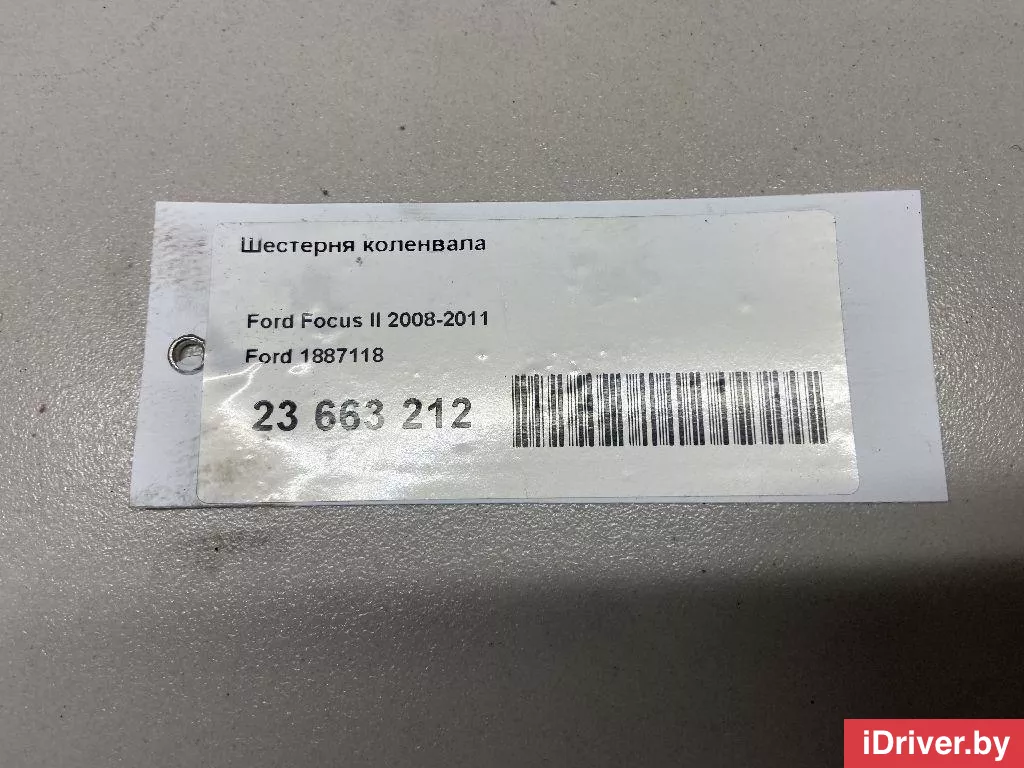 Шестерня коленвала
Ford Focus II 2008-2011
Ford 1887118
23 663 212
iDriver.by